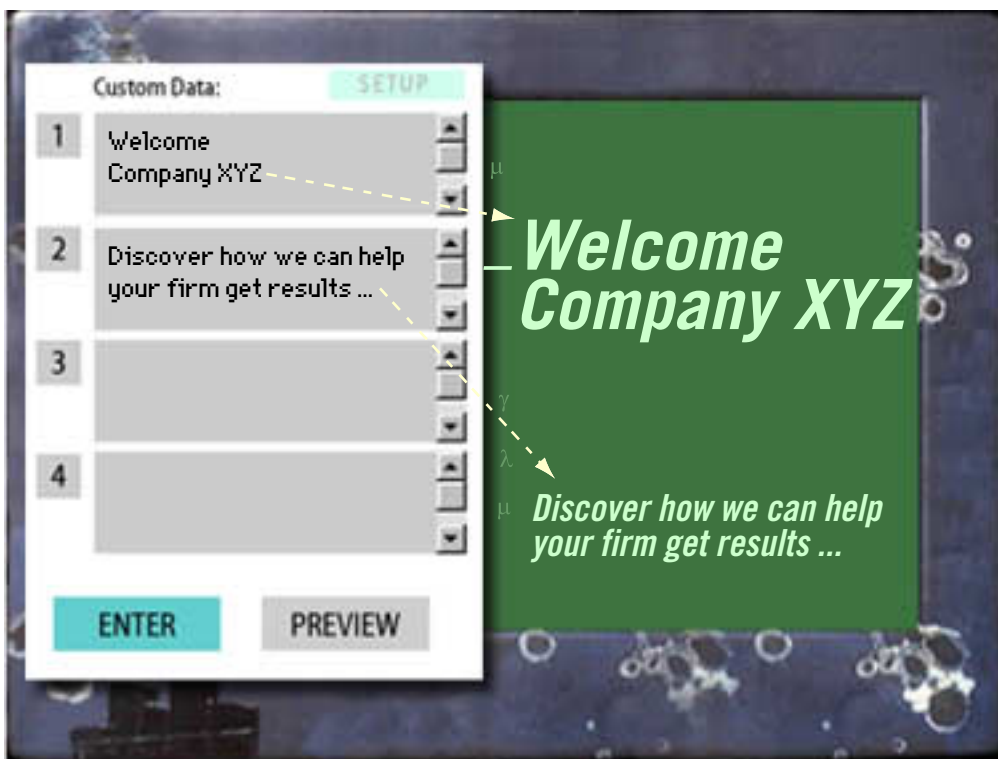 Custom Data:
SETUP
1
Welcome
Company XYZ
2
Discover how we can help
your firm get results ...
3
4
ENTER
PREVIEW
μ
Welcome
Company XYZ
γ
λ
μ
Discover how we can help
your firm get results ...